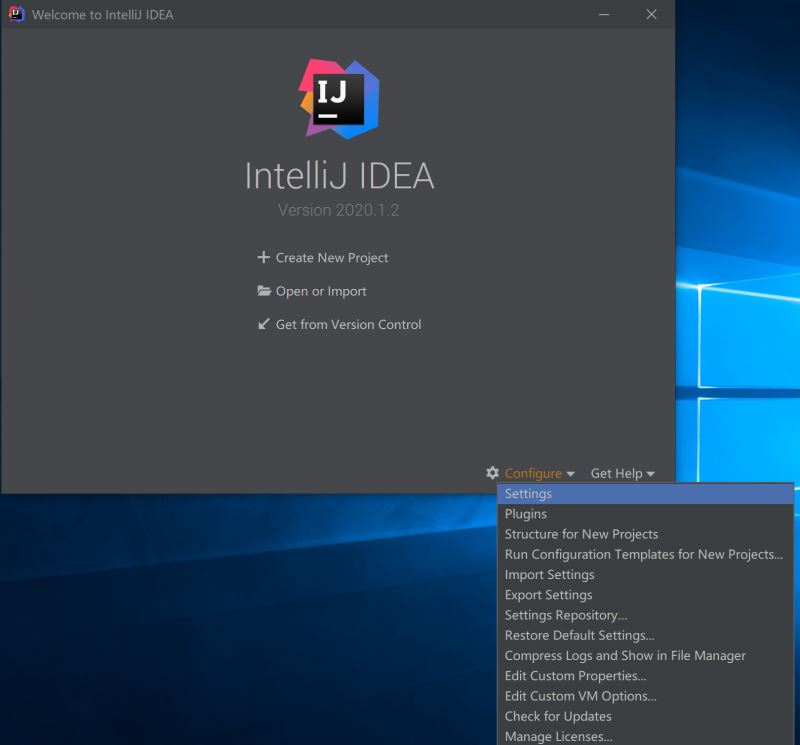 Welcome to IntelliJ IDEA
IJ
IntelliJ IDEA
Version 2020.1.2
Create New Project
Open or Import
Get from Version Control
Configure Get Help
Settings
Plugins
Structure for New Projects
Run Configuration Templates for New Projects...
Import Settings
Export Settings
Settings Repository...
Restore Default Settings...
Compress Logs and Show in File Manager
Edit Custom Properties...
Edit Custom VM Options...
Check for Updates
Manage Licenses...